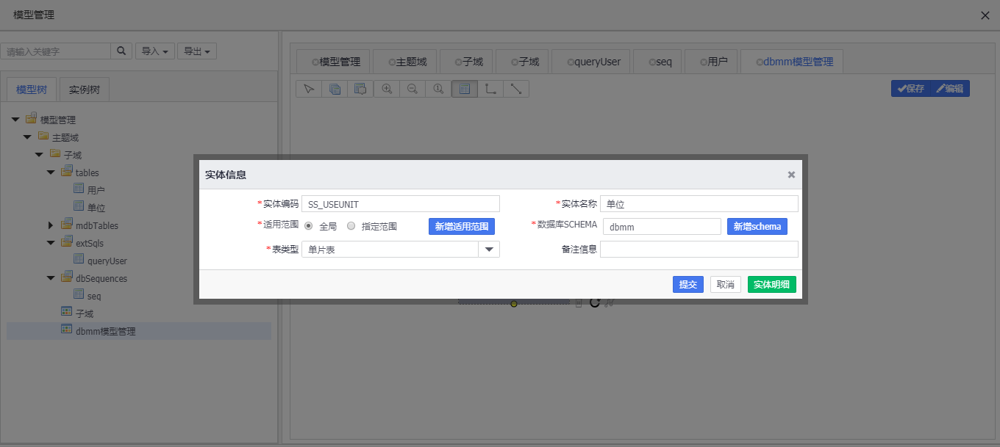 模型管理
请输入关键字 导入 导出
模型树 实例树
模型管理
主题域
子域
tables
用户
单位
mdbTables
extSqls
queryUser
dbSequences
seq
子域
dbmm模型管理
模型管理 主题域 子域 子域 queryUser seq 用户 dbmm模型管理
保存 编辑
实体信息
*实体编码 SS_USEUNIT *实体名称 单位
*适用范围 全局 指定范围 新增适用范围 *数据库SCHEMA dbmm 新增schema
*表类型 单片表 备注信息
提交 取消 实体明细